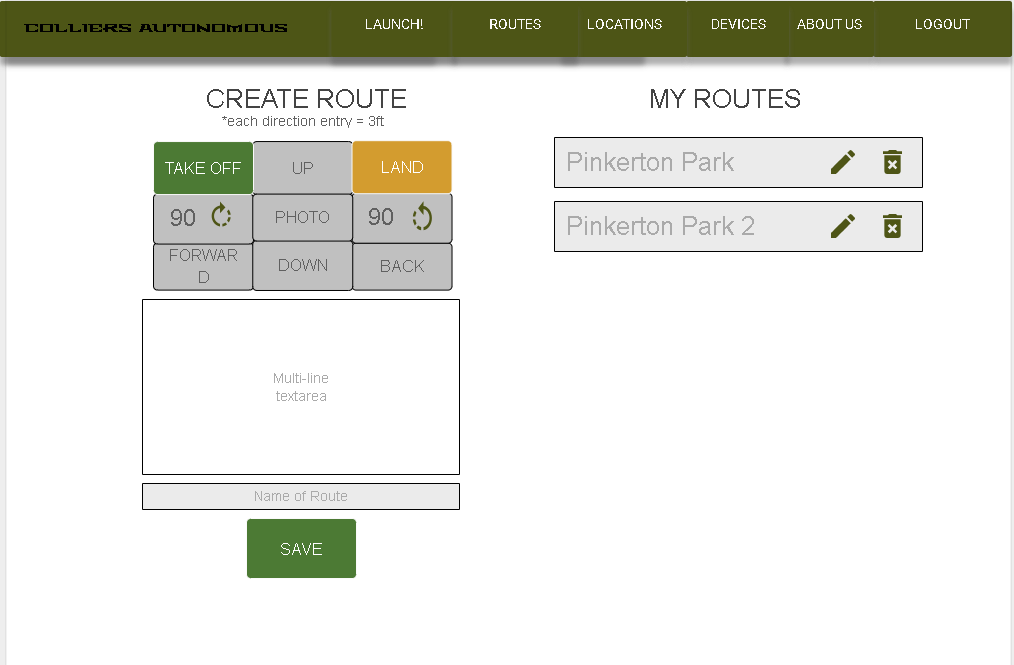 COLLIERS AUTONOMOUS
LAUNCH!
ROUTES
LOCATIONS
DEVICES
ABOUT US
LOGOUT
CREATE ROUTE
*each direction entry = 3ft
TAKE OFF
UP
LAND
90
PHOTO
90
FORWAR
D
DOWN
BACK
Multi-line
textarea
Name of Route
SAVE
MY ROUTES
Pinkerton Park
Pinkerton Park 2